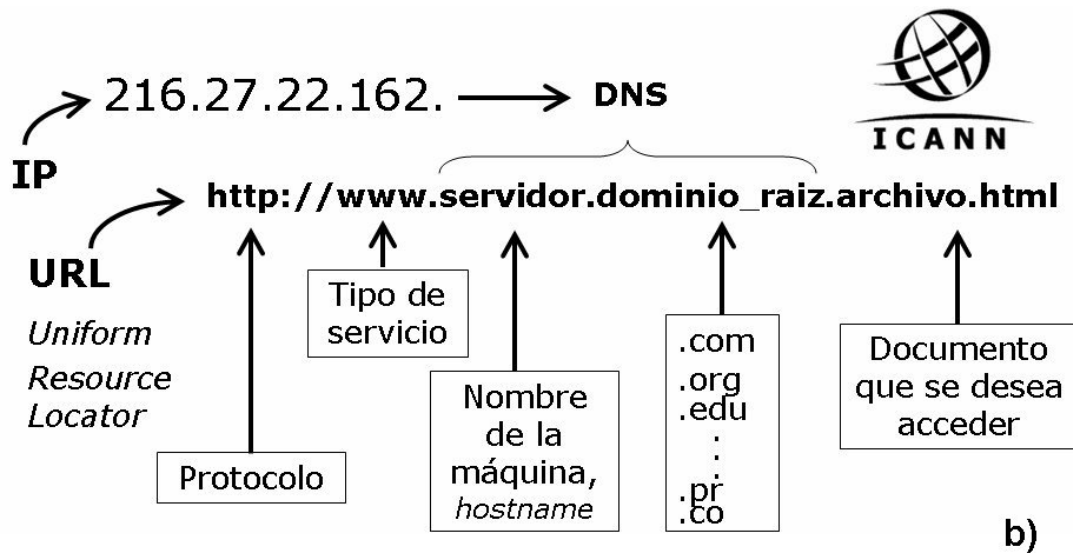 216.27.22.162.
DNS
ICANN
IP
http://www.servidor.dominio_raiz.archivo.html
URL
Uniform
Resource
Locator
Protocolo
Tipo de
servicio
Nombre
de la
máquina,
hostname
.com
.org
.edu
.
.
.
.pr
.co
Documento
que se desea
acceder
b)